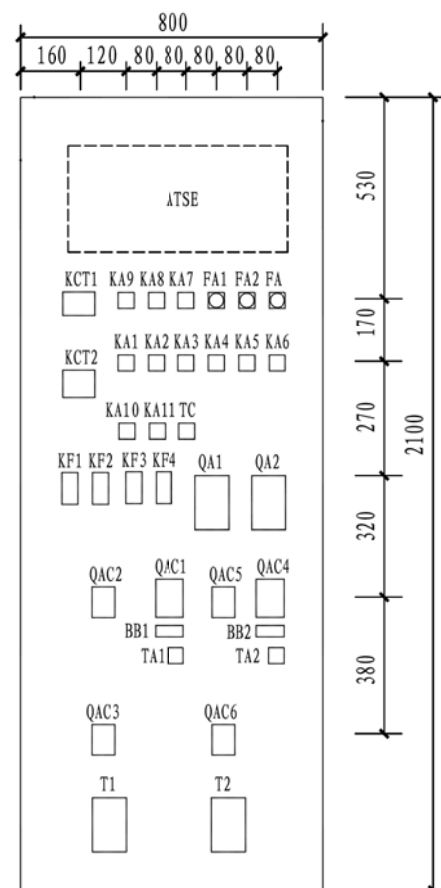 800
160 120 80 80 80 80 80
ATSE
530
KCT1 KA9 KA8 KA7 FA1 FA2 FA
170
KA1 KA2 KA3 KA4 KA5 KA6
KCT2
270
2100
KA10 KA11 TC
KF1 KF2 KF3 KF4 QA1 QA2
320
QAC2 QAC1 QAC5 QAC4
BB1 BB2
TA1 TA2
380
QAC3 QAC6
T1 T2